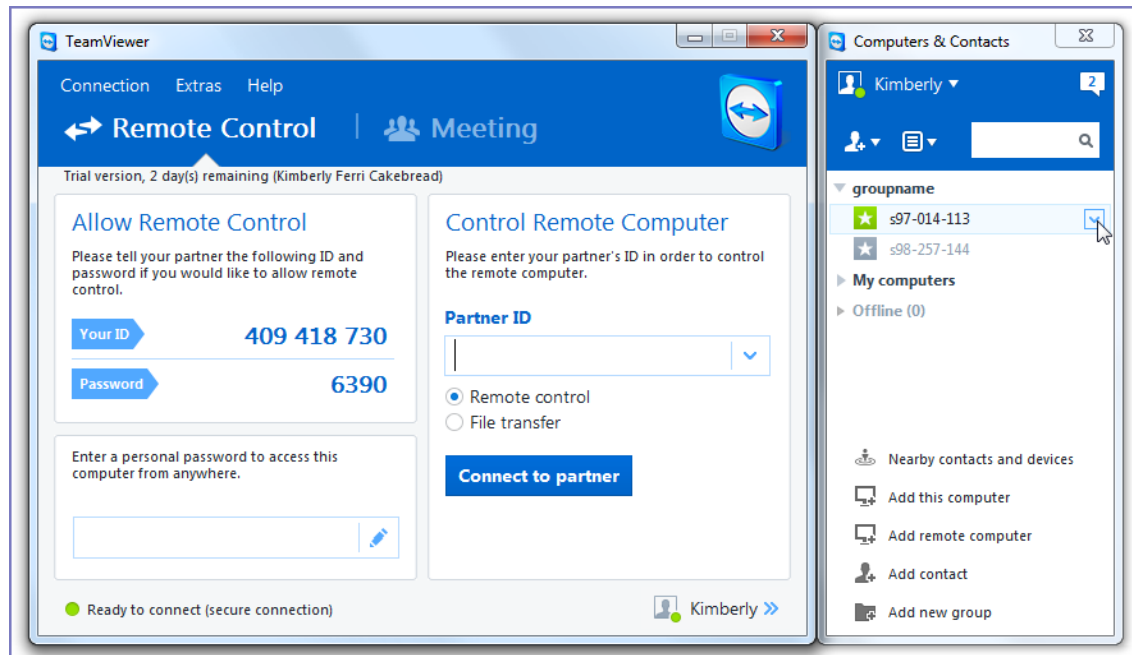 TeamViewer
Connection Extras Help
Remote Control
Meeting
Trial version, 2 day(s) remaining (Kimberly Ferri Cakebread)
Allow Remote Control
Please tell your partner the following ID and
password if you would like to allow remote
control.
Your ID 409 418 730
Password 6390
Enter a personal password to access this
computer from anywhere.
Control Remote Computer
Please enter your partner's ID in order to control
the remote computer.
Partner ID
Remote control
File transfer
Connect to partner
Ready to connect (secure connection)
Kimberly
Computers & Contacts
Kimberly
2
groupname
s97-014-113
s98-257-144
My computers
Offline (0)
Nearby contacts and devices
Add this computer
Add remote computer
Add contact
Add new group